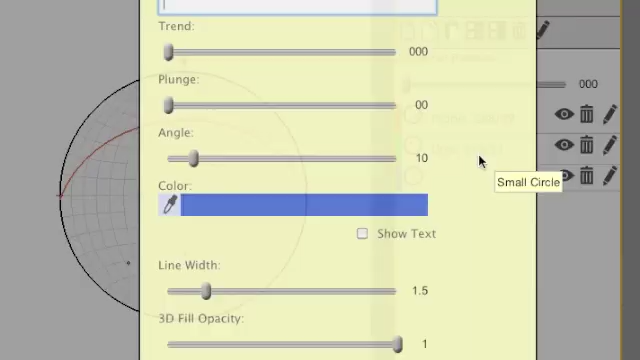 Trend:
000
Plunge:
00
000
Angle:
10
Small Circle
Color:
Show Text
Line Width:
1.5
3D Fill Opacity:
1